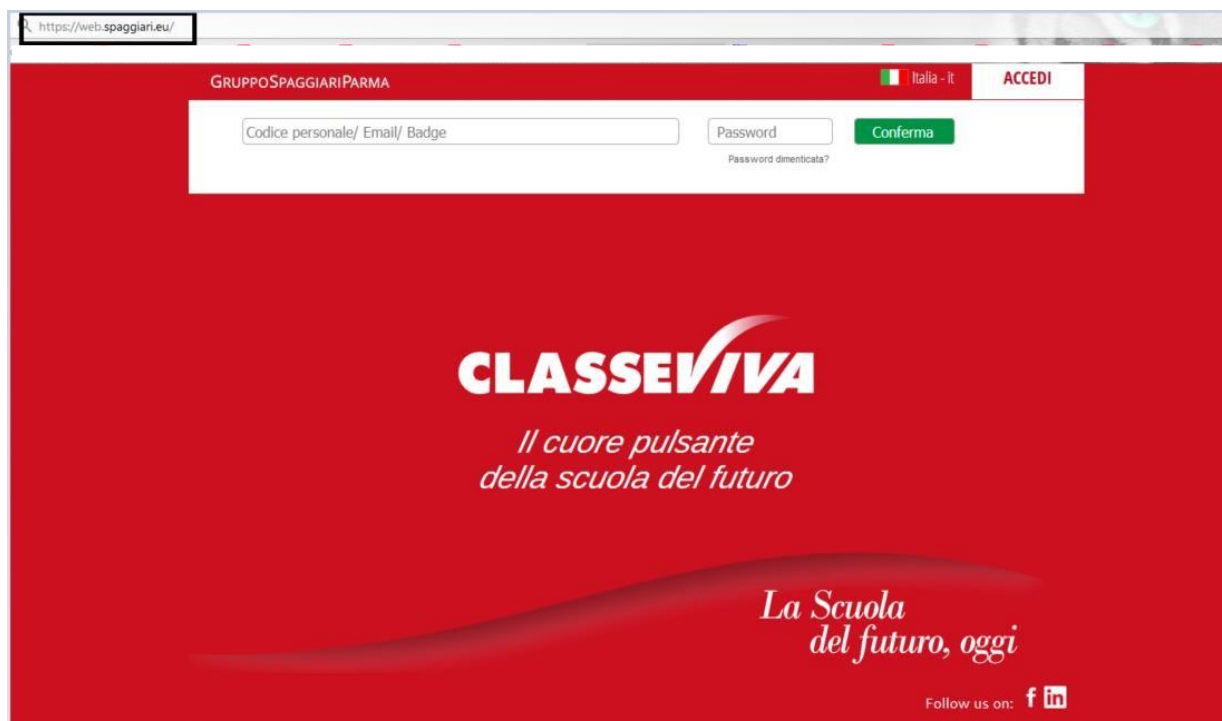 https://web.spaggiari.eu/
GRUPPOSPAGGIARIPARMA
Italia - it
ACCEDI
Codice personale/ Email/ Badge
Password
Conferma
Password dimenticata?
CLASSEVIVA
Il cuore pulsante
della scuola del futuro
La Scuola
del futuro, oggi
Follow us on: f in